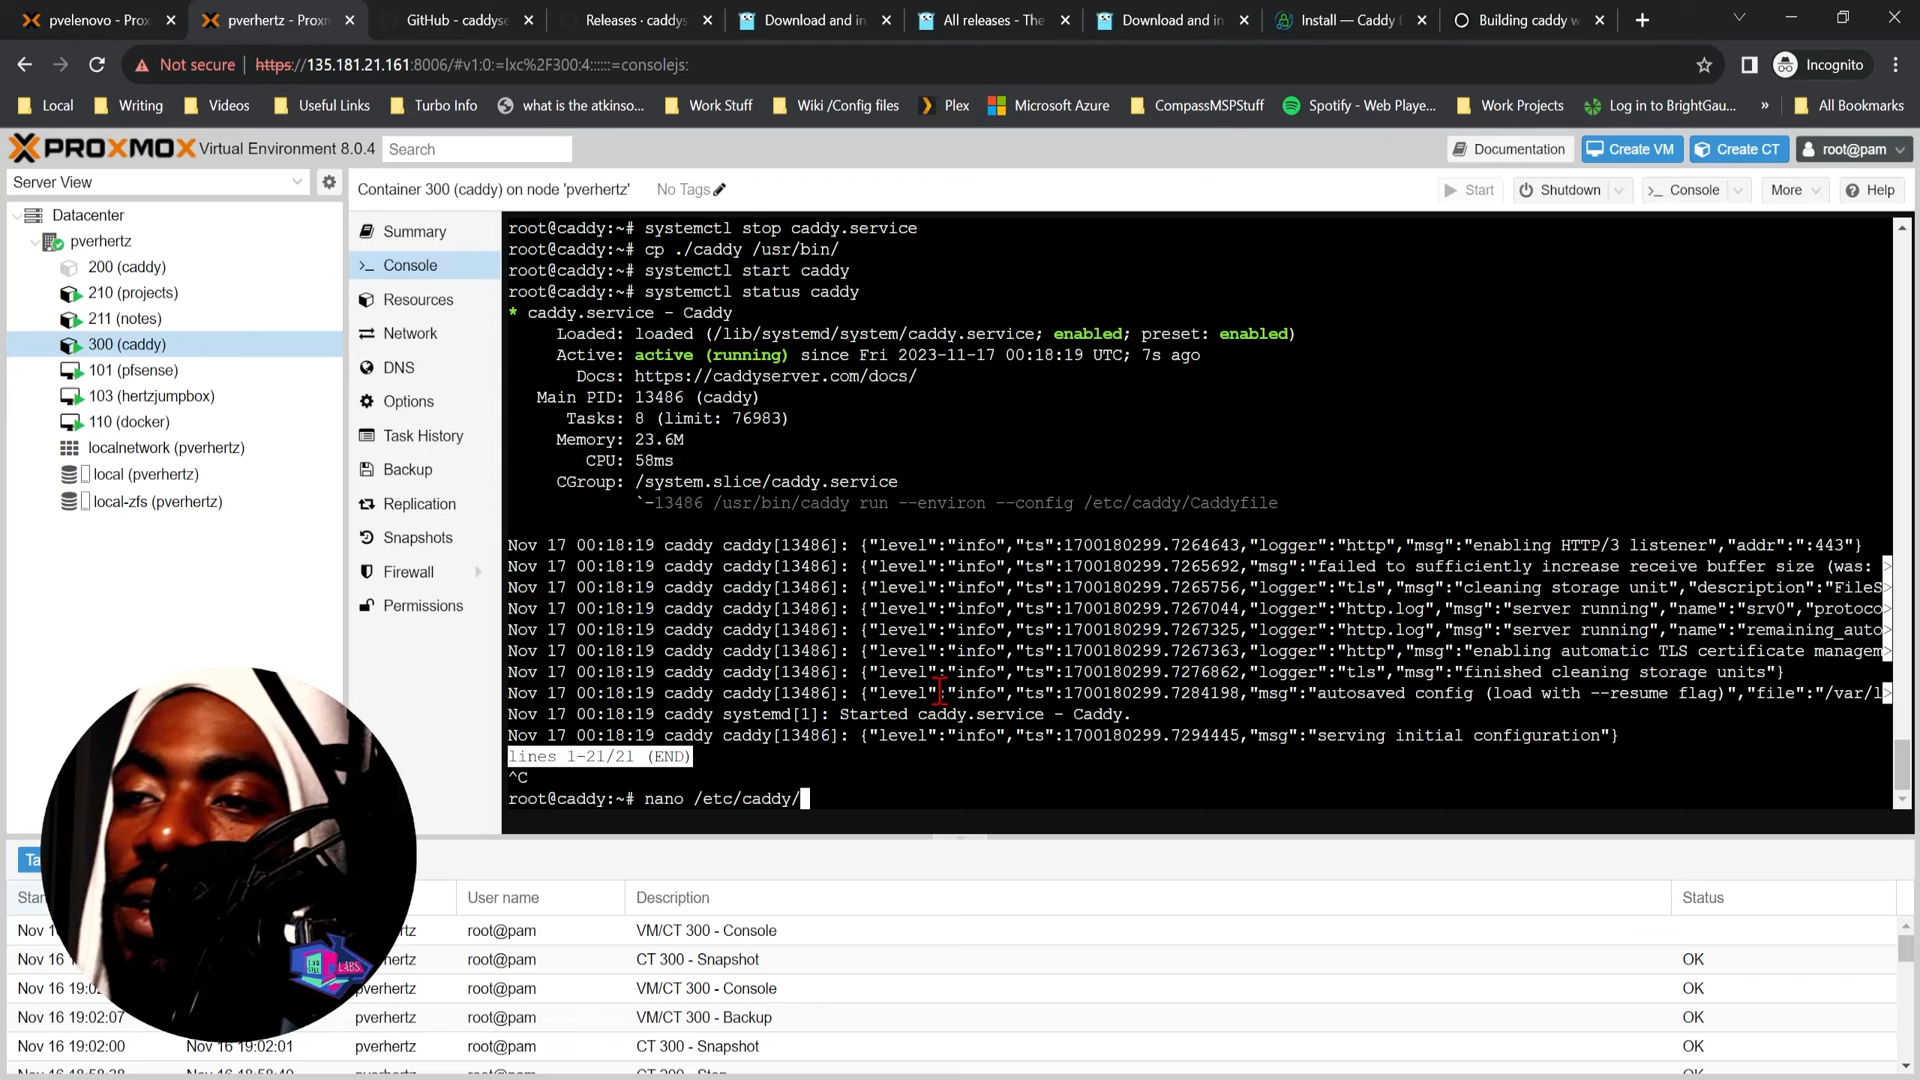 pvelenovo - Prox
pverhertz - Proxm
GitHub - caddyse
Releases · caddys
Download and in
All releases - The
Download and in
Install — Caddy
Building caddy w
Not secure
https://135.181.21.161:8006/#v1:0:=lxc%2F300:4::::::=consolejs:
Incognito
Local
Writing
Videos
Useful Links
Turbo Info
what is the atkinso...
Work Stuff
Wiki /Config files
Plex
Microsoft Azure
CompassMSPStuff
Spotify - Web Playe...
Work Projects
Log in to BrightGau...
»
All Bookmarks
PROXMOX Virtual Environment 8.0.4
Search
Documentation
Create VM
Create CT
root@pam
Server View
Container 300 (caddy) on node 'pverhertz'
No Tags
Start
Shutdown
Console
More
Help
Datacenter
pverhertz
200 (caddy)
210 (projects)
211 (notes)
300 (caddy)
101 (pfsense)
103 (hertzjumpbox)
110 (docker)
localnetwork (pverhertz)
local (pverhertz)
local-zfs (pverhertz)
Summary
Console
Resources
Network
DNS
Options
Task History
Backup
Replication
Snapshots
Firewall
Permissions
root@caddy:~# systemctl stop caddy.service
root@caddy:~# cp ./caddy /usr/bin/
root@caddy:~# systemctl start caddy
root@caddy:~# systemctl status caddy
* caddy.service - Caddy
Loaded: loaded (/lib/systemd/system/caddy.service; enabled; preset: enabled)
Active: active (running) since Fri 2023-11-17 00:18:19 UTC; 7s ago
Docs: https://caddyserver.com/docs/
Main PID: 13486 (caddy)
Tasks: 8 (limit: 76983)
Memory: 23.6M
CPU: 58ms
CGroup: /system.slice/caddy.service
`-13486 /usr/bin/caddy run --environ --config /etc/caddy/Caddyfile
Nov 17 00:18:19 caddy caddy[13486]: {"level":"info","ts":1700180299.7264643,"logger":"http","msg":"enabling HTTP/3 listener","addr":":443"}
Nov 17 00:18:19 caddy caddy[13486]: {"level":"info","ts":1700180299.7265692,"msg":"failed to sufficiently increase receive buffer size (was: >
Nov 17 00:18:19 caddy caddy[13486]: {"level":"info","ts":1700180299.7265756,"logger":"tls","msg":"cleaning storage unit","description":"FileS>
Nov 17 00:18:19 caddy caddy[13486]: {"level":"info","ts":1700180299.7267044,"logger":"http.log","msg":"server running","name":"srv0","protoco>
Nov 17 00:18:19 caddy caddy[13486]: {"level":"info","ts":1700180299.7267325,"logger":"http.log","msg":"server running","name":"remaining_auto>
Nov 17 00:18:19 caddy caddy[13486]: {"level":"info","ts":1700180299.7267363,"logger":"http","msg":"enabling automatic TLS certificate managem>
Nov 17 00:18:19 caddy caddy[13486]: {"level":"info","ts":1700180299.7276862,"logger":"tls","msg":"finished cleaning storage units"}
Nov 17 00:18:19 caddy caddy[13486]: {"level":"info","ts":1700180299.7284198,"msg":"autosaved config (load with --resume flag)","file":"/var/l>
Nov 17 00:18:19 caddy systemd[1]: Started caddy.service - Caddy.
Nov 17 00:18:19 caddy caddy[13486]: {"level":"info","ts":1700180299.7294445,"msg":"serving initial configuration"}
lines 1-21/21 (END)
^C
root@caddy:~# nano /etc/caddy/
Ta
Star
User name
Description
Status
Nov 16
root@pam
VM/CT 300 - Console
Nov 16
root@pam
CT 300 - Snapshot
OK
Nov 16 19:02
pverhertz
root@pam
VM/CT 300 - Console
OK
Nov 16 19:02:07
pverhertz
root@pam
VM/CT 300 - Backup
OK
Nov 16 19:02:00
Nov 16 19:02:01
pverhertz
root@pam
CT 300 - Snapshot
OK
LABS